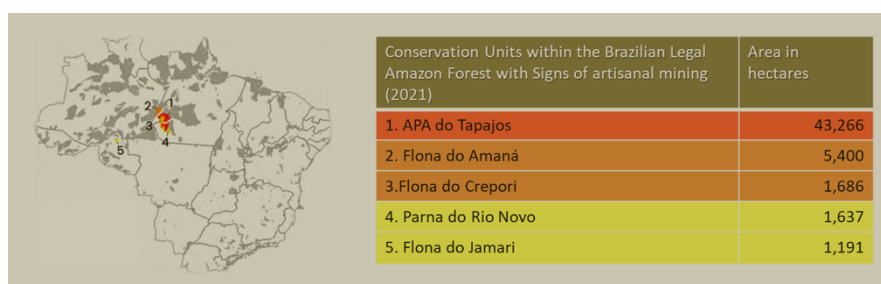 Conservation Units within the Brazilian Legal
Amazon Forest with Signs of artisanal mining
(2021)
Area in
hectares
1. APA do Tapajos 43,266
2. Flona do Amaná 5,400
3.Flona do Crepori 1,686
4. Parna do Rio Novo 1,637
5. Flona do Jamari 1,191
2 1
3
4
5